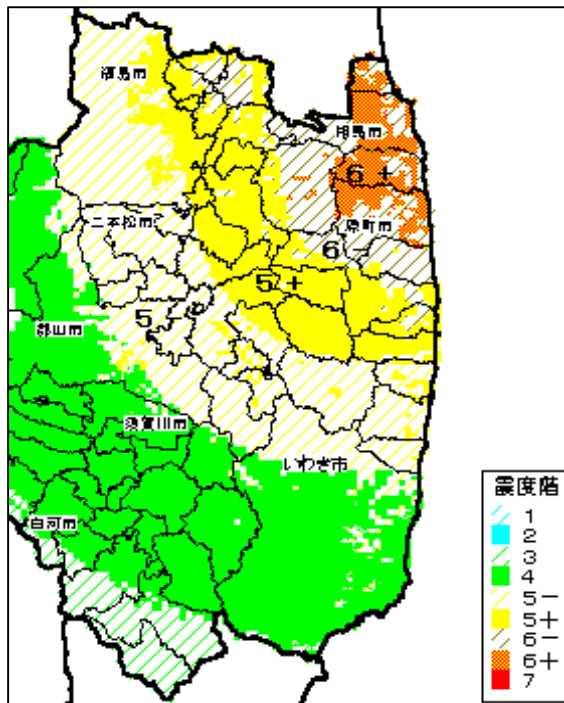 福島市
相馬市
6+
原町市
二本松市
6-
5+
5-
郡山市
須賀川市
いわき市
白河市
震度階
1
2
3
4
5-
5+
6-
6+
7